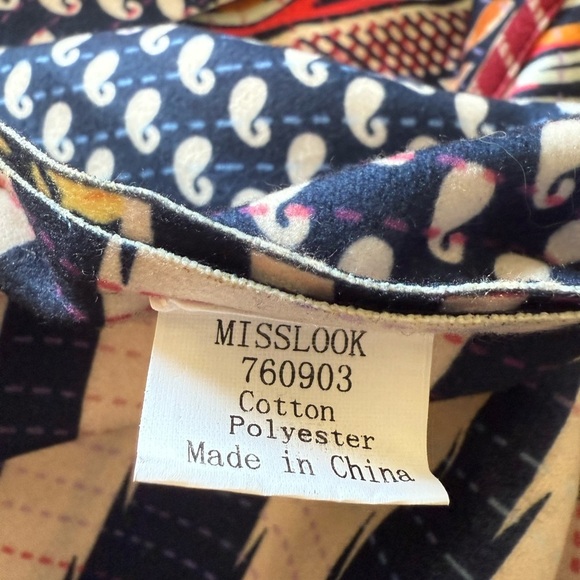 MISSLOOK
760903
Cotton
Polyester
Made in China